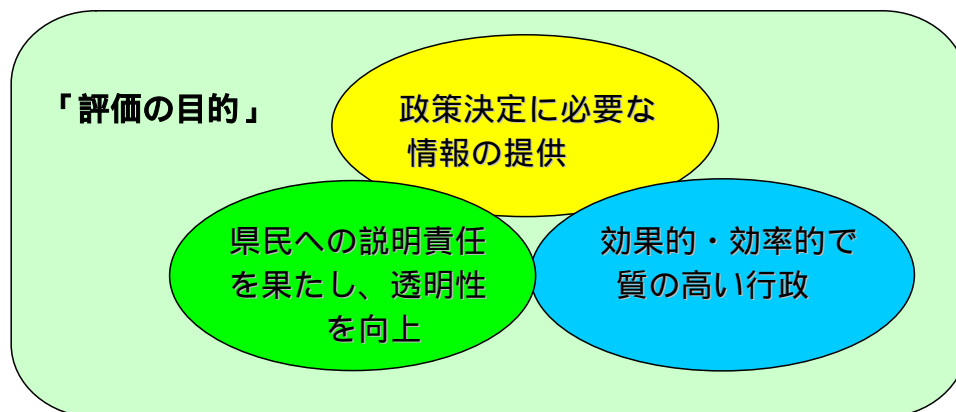 「評価の目的」
政策決定に必要な
情報の提供
県民への説明責任
を果たし、透明性
を向上
効果的・効率的で
質の高い行政